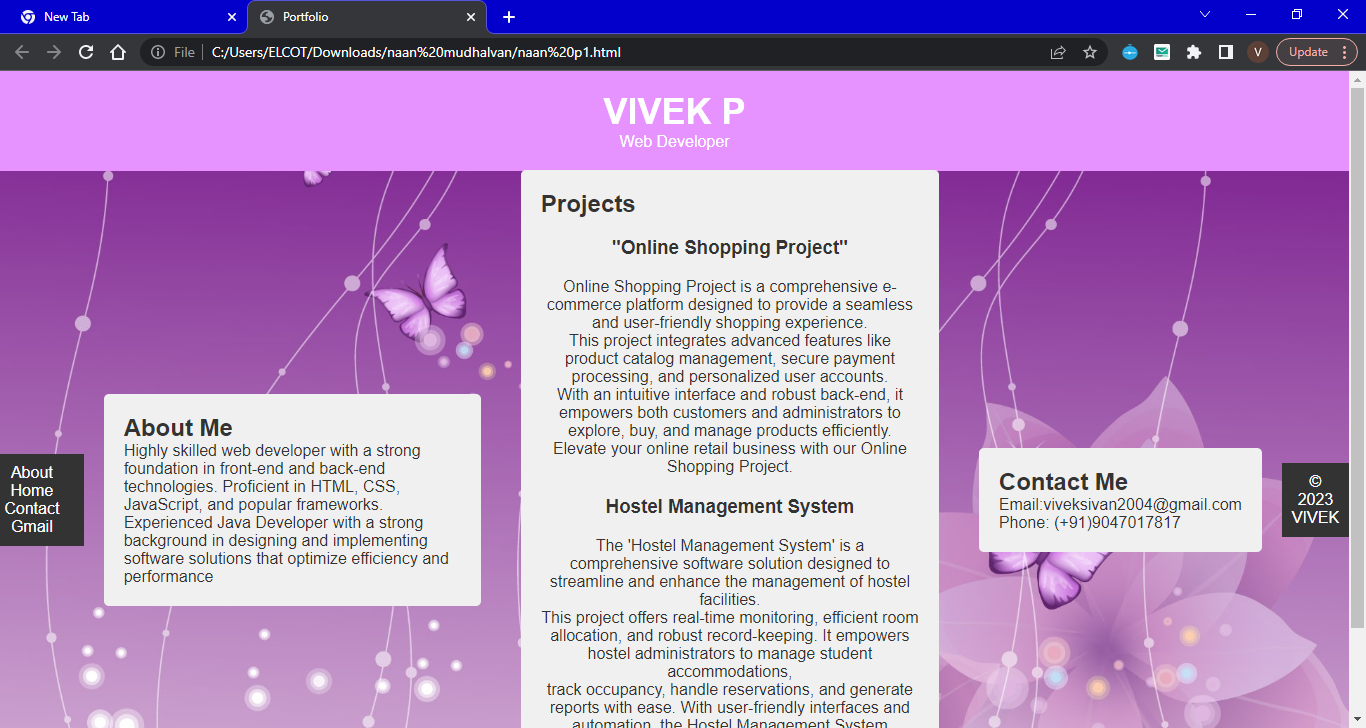 New Tab
Portfolio
File
C:/Users/ELCOT/Downloads/naan%20mudhalvan/naan%20p1.html
V
Update
VIVEK P
Web Developer
About
Home
Contact
Gmail
About Me
Highly skilled web developer with a strong
foundation in front-end and back-end
technologies. Proficient in HTML, CSS,
JavaScript, and popular frameworks.
Experienced Java Developer with a strong
background in designing and implementing
software solutions that optimize efficiency and
performance
Projects
"Online Shopping Project"
Online Shopping Project is a comprehensive e-
commerce platform designed to provide a seamless
and user-friendly shopping experience.
This project integrates advanced features like
product catalog management, secure payment
processing, and personalized user accounts.
With an intuitive interface and robust back-end, it
empowers both customers and administrators to
explore, buy, and manage products efficiently.
Elevate your online retail business with our Online
Shopping Project.
Hostel Management System
The 'Hostel Management System' is a
comprehensive software solution designed to
streamline and enhance the management of hostel
facilities.
This project offers real-time monitoring, efficient room
allocation, and robust record-keeping. It empowers
hostel administrators to manage student
accommodations,
track occupancy, handle reservations, and generate
reports with ease. With user-friendly interfaces and
automation, the Hostel Management System
Contact Me
Email:viveksivan2004@gmail.com
Phone: (+91)9047017817
©
2023
VIVEK